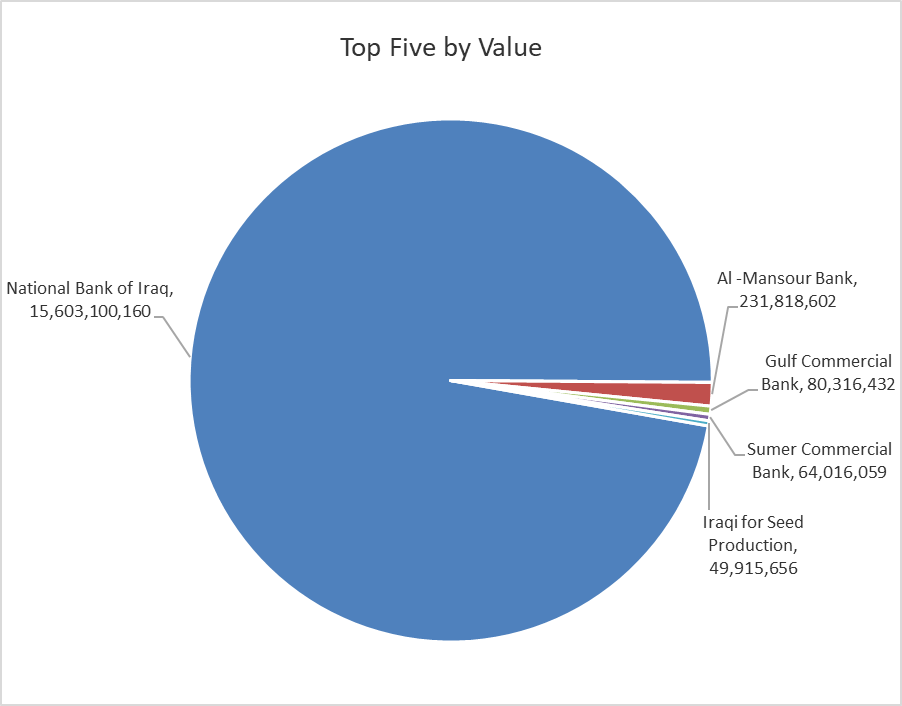 Top Five by Value
National Bank of Iraq,
15,603,100,160
Al -Mansour Bank,
231,818,602
Gulf Commercial
Bank, 80,316,432
Sumer Commercial
Bank, 64,016,059
Iraqi for Seed
Production,
49,915,656